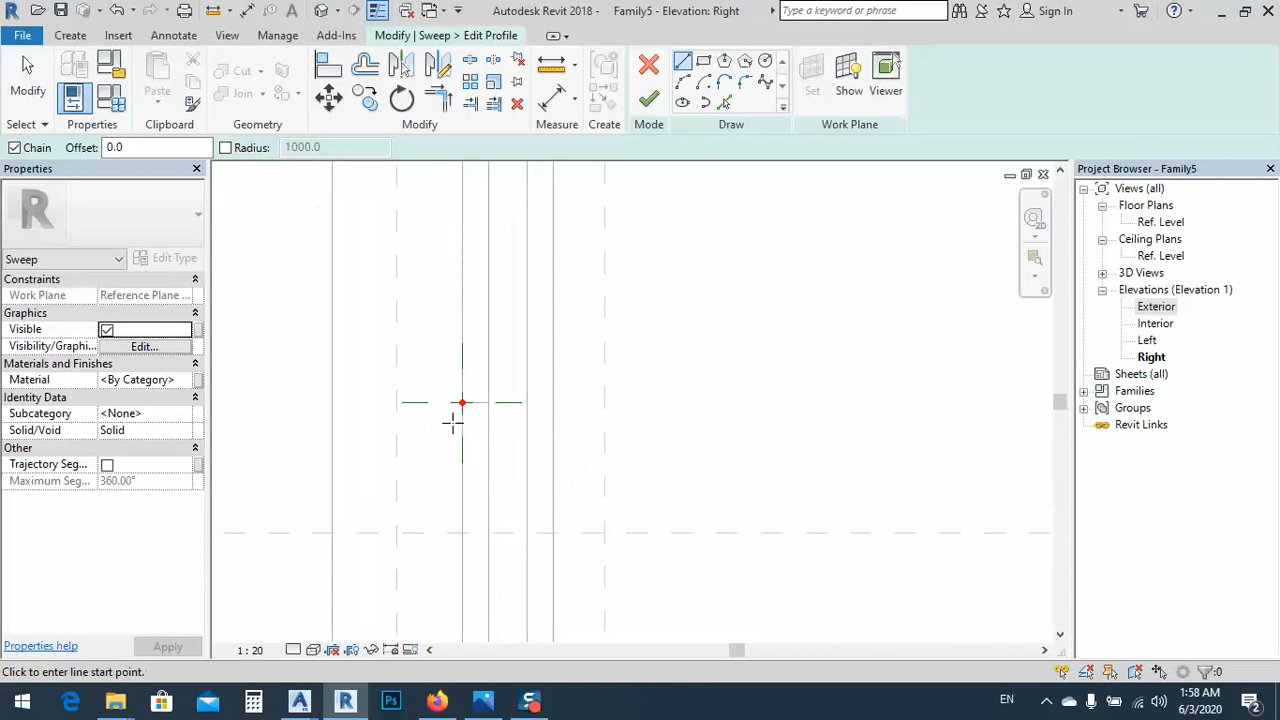 Autodesk Revit 2018 - Family5 - Elevation: Right
Type a keyword or phrase
Sign In
File
Create
Insert
Annotate
View
Manage
Add-Ins
Modify | Sweep > Edit Profile
Modify
Paste
Cut
Join
Set
Show
Viewer
Select
Properties
Clipboard
Geometry
Modify
Measure
Create
Mode
Draw
Work Plane
Chain
Offset:
0.0
Radius:
1000.0
Properties
R
Sweep
Edit Type
Constraints
Work Plane
Reference Plane ...
Graphics
Visible
Visibility/Graphi...
Edit...
Materials and Finishes
Material
<By Category>
Identity Data
Subcategory
<None>
Solid/Void
Solid
Other
Trajectory Seg...
Maximum Seg...
360.00°
Properties help
Apply
2D
1 : 20
Project Browser - Family5
Views (all)
Floor Plans
Ref. Level
Ceiling Plans
Ref. Level
3D Views
Elevations (Elevation 1)
Exterior
Interior
Left
Right
Sheets (all)
Families
Groups
Revit Links
Click to enter line start point.
:0
EN
1:58 AM
6/3/2020
2